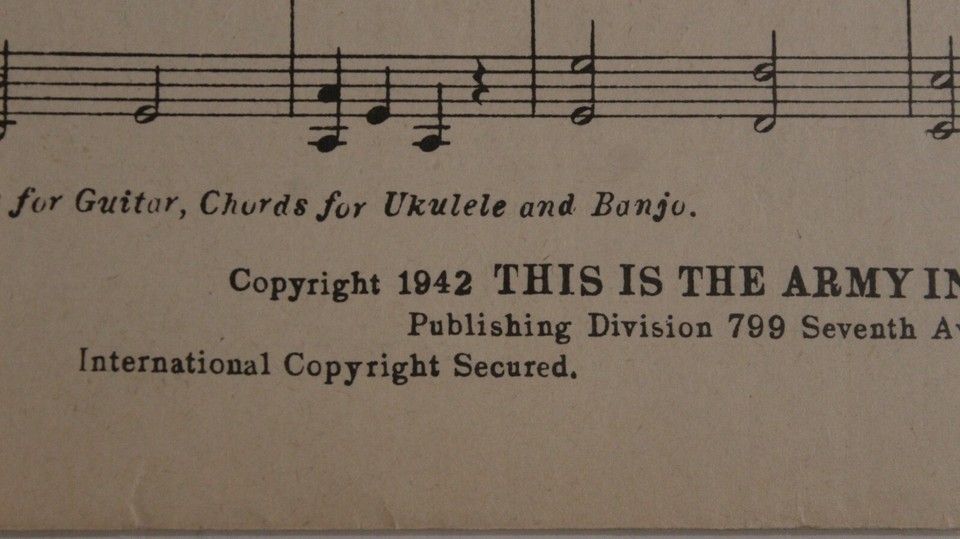 for Guitar, Chords for Ukulele and Banjo.
Copyright 1942 THIS IS THE ARMY
Publishing Division 799 Seventh
International Copyright Secured.